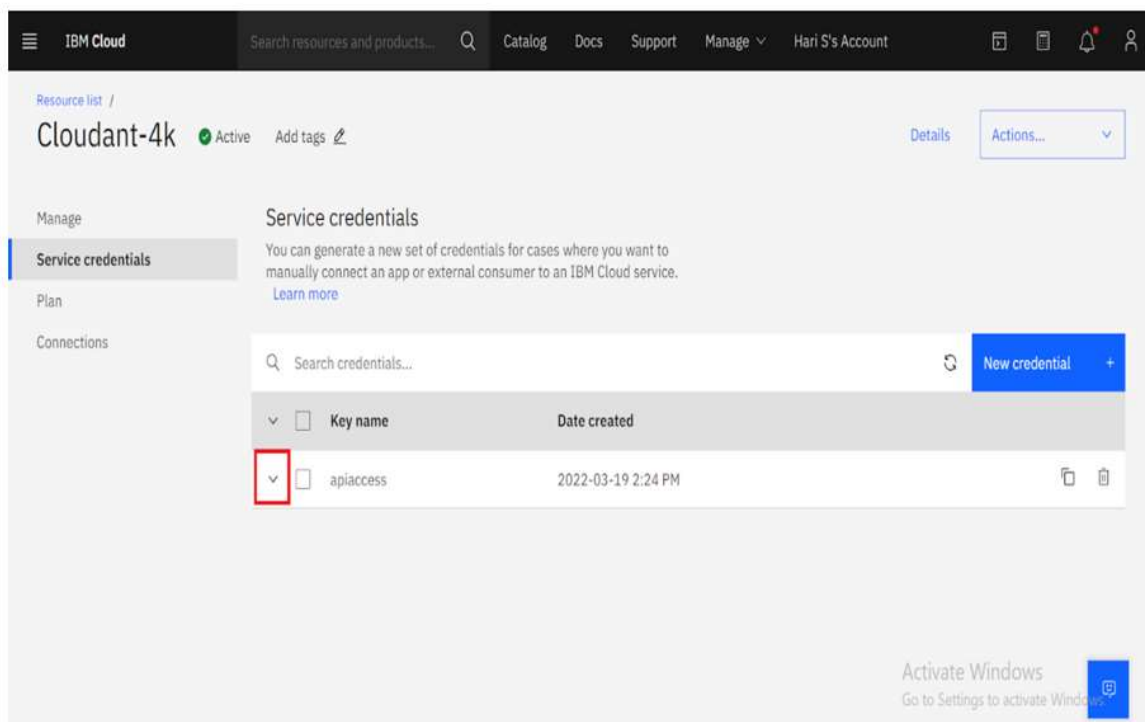 IBM Cloud Search resources and products... Catalog Docs Support Manage Hari S's Account
Resource list /
Cloudant-4k Active Add tags Details Actions...
Manage
Service credentials
Plan
Connections
Service credentials
You can generate a new set of credentials for cases where you want to
manually connect an app or external consumer to an IBM Cloud service.
Learn more
Search credentials... New credential +
Key name Date created
apiaccess 2022-03-19 2:24 PM
Activate Windows
Go to Settings to activate Windows.